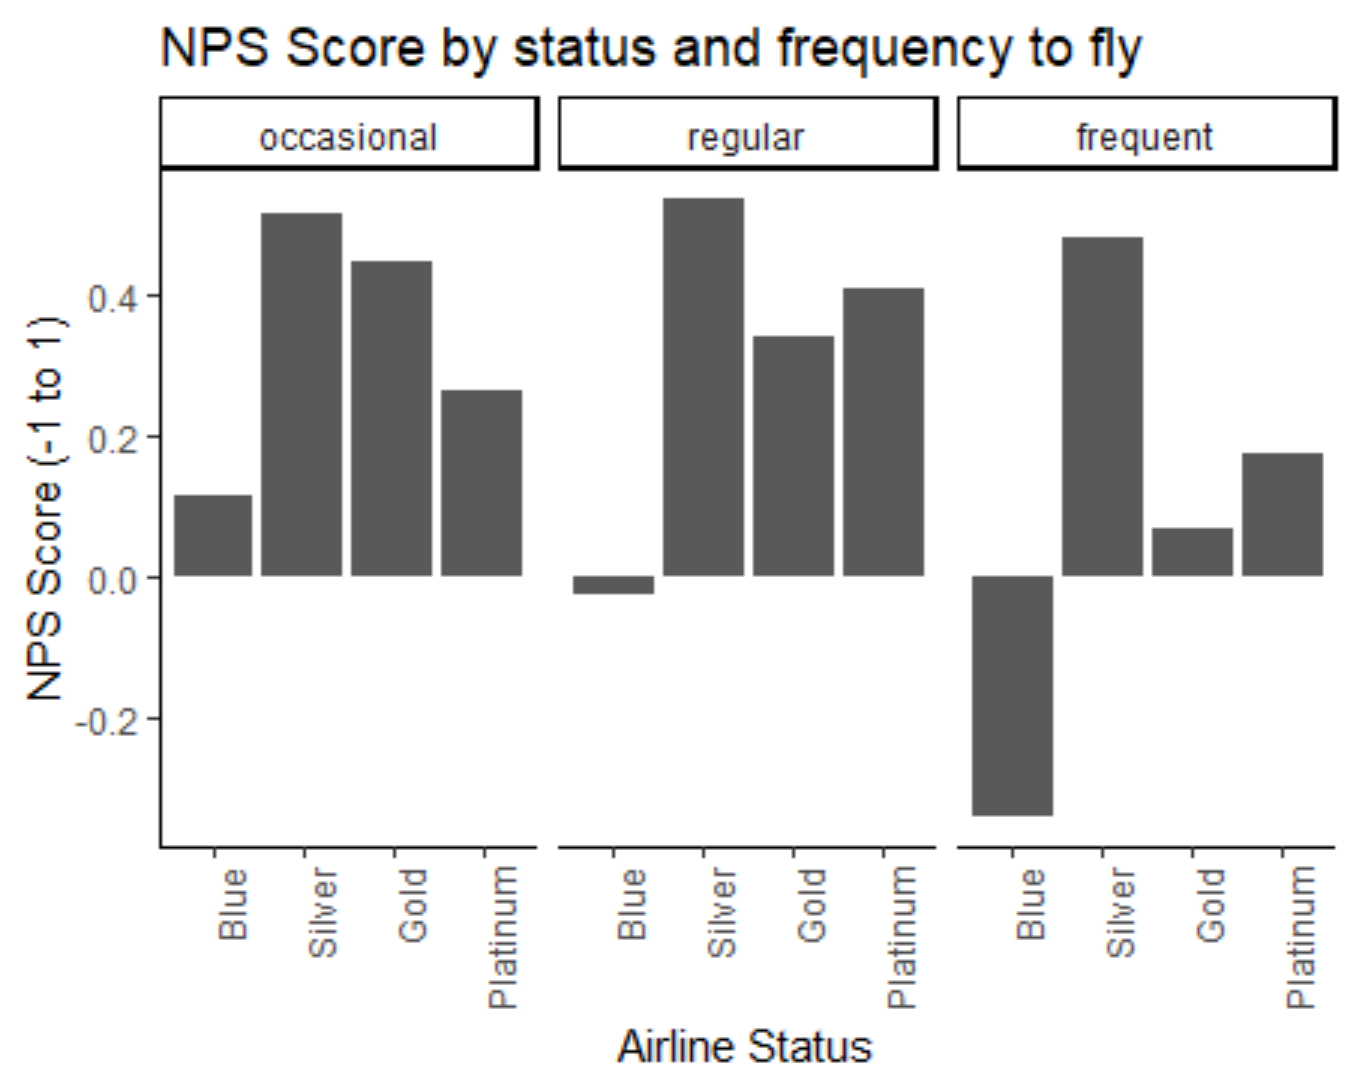 NPS Score by status and frequency to fly
occasional
regular
frequent
NPS Score (-1 to 1)
0.4
0.2
0.0
-0.2
Blue
Silver
Gold
Platinum
Blue
Silver
Gold
Platinum
Blue
Silver
Gold
Platinum
Airline Status